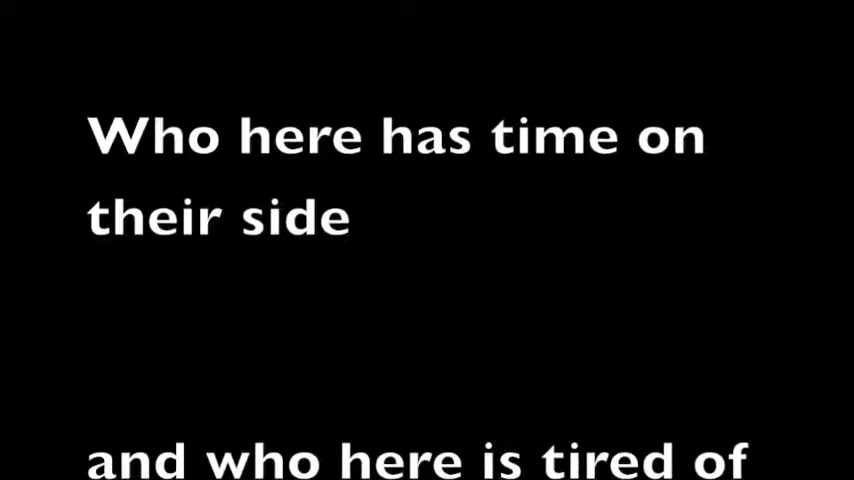 Who here has time on
their side
and who here is tired of